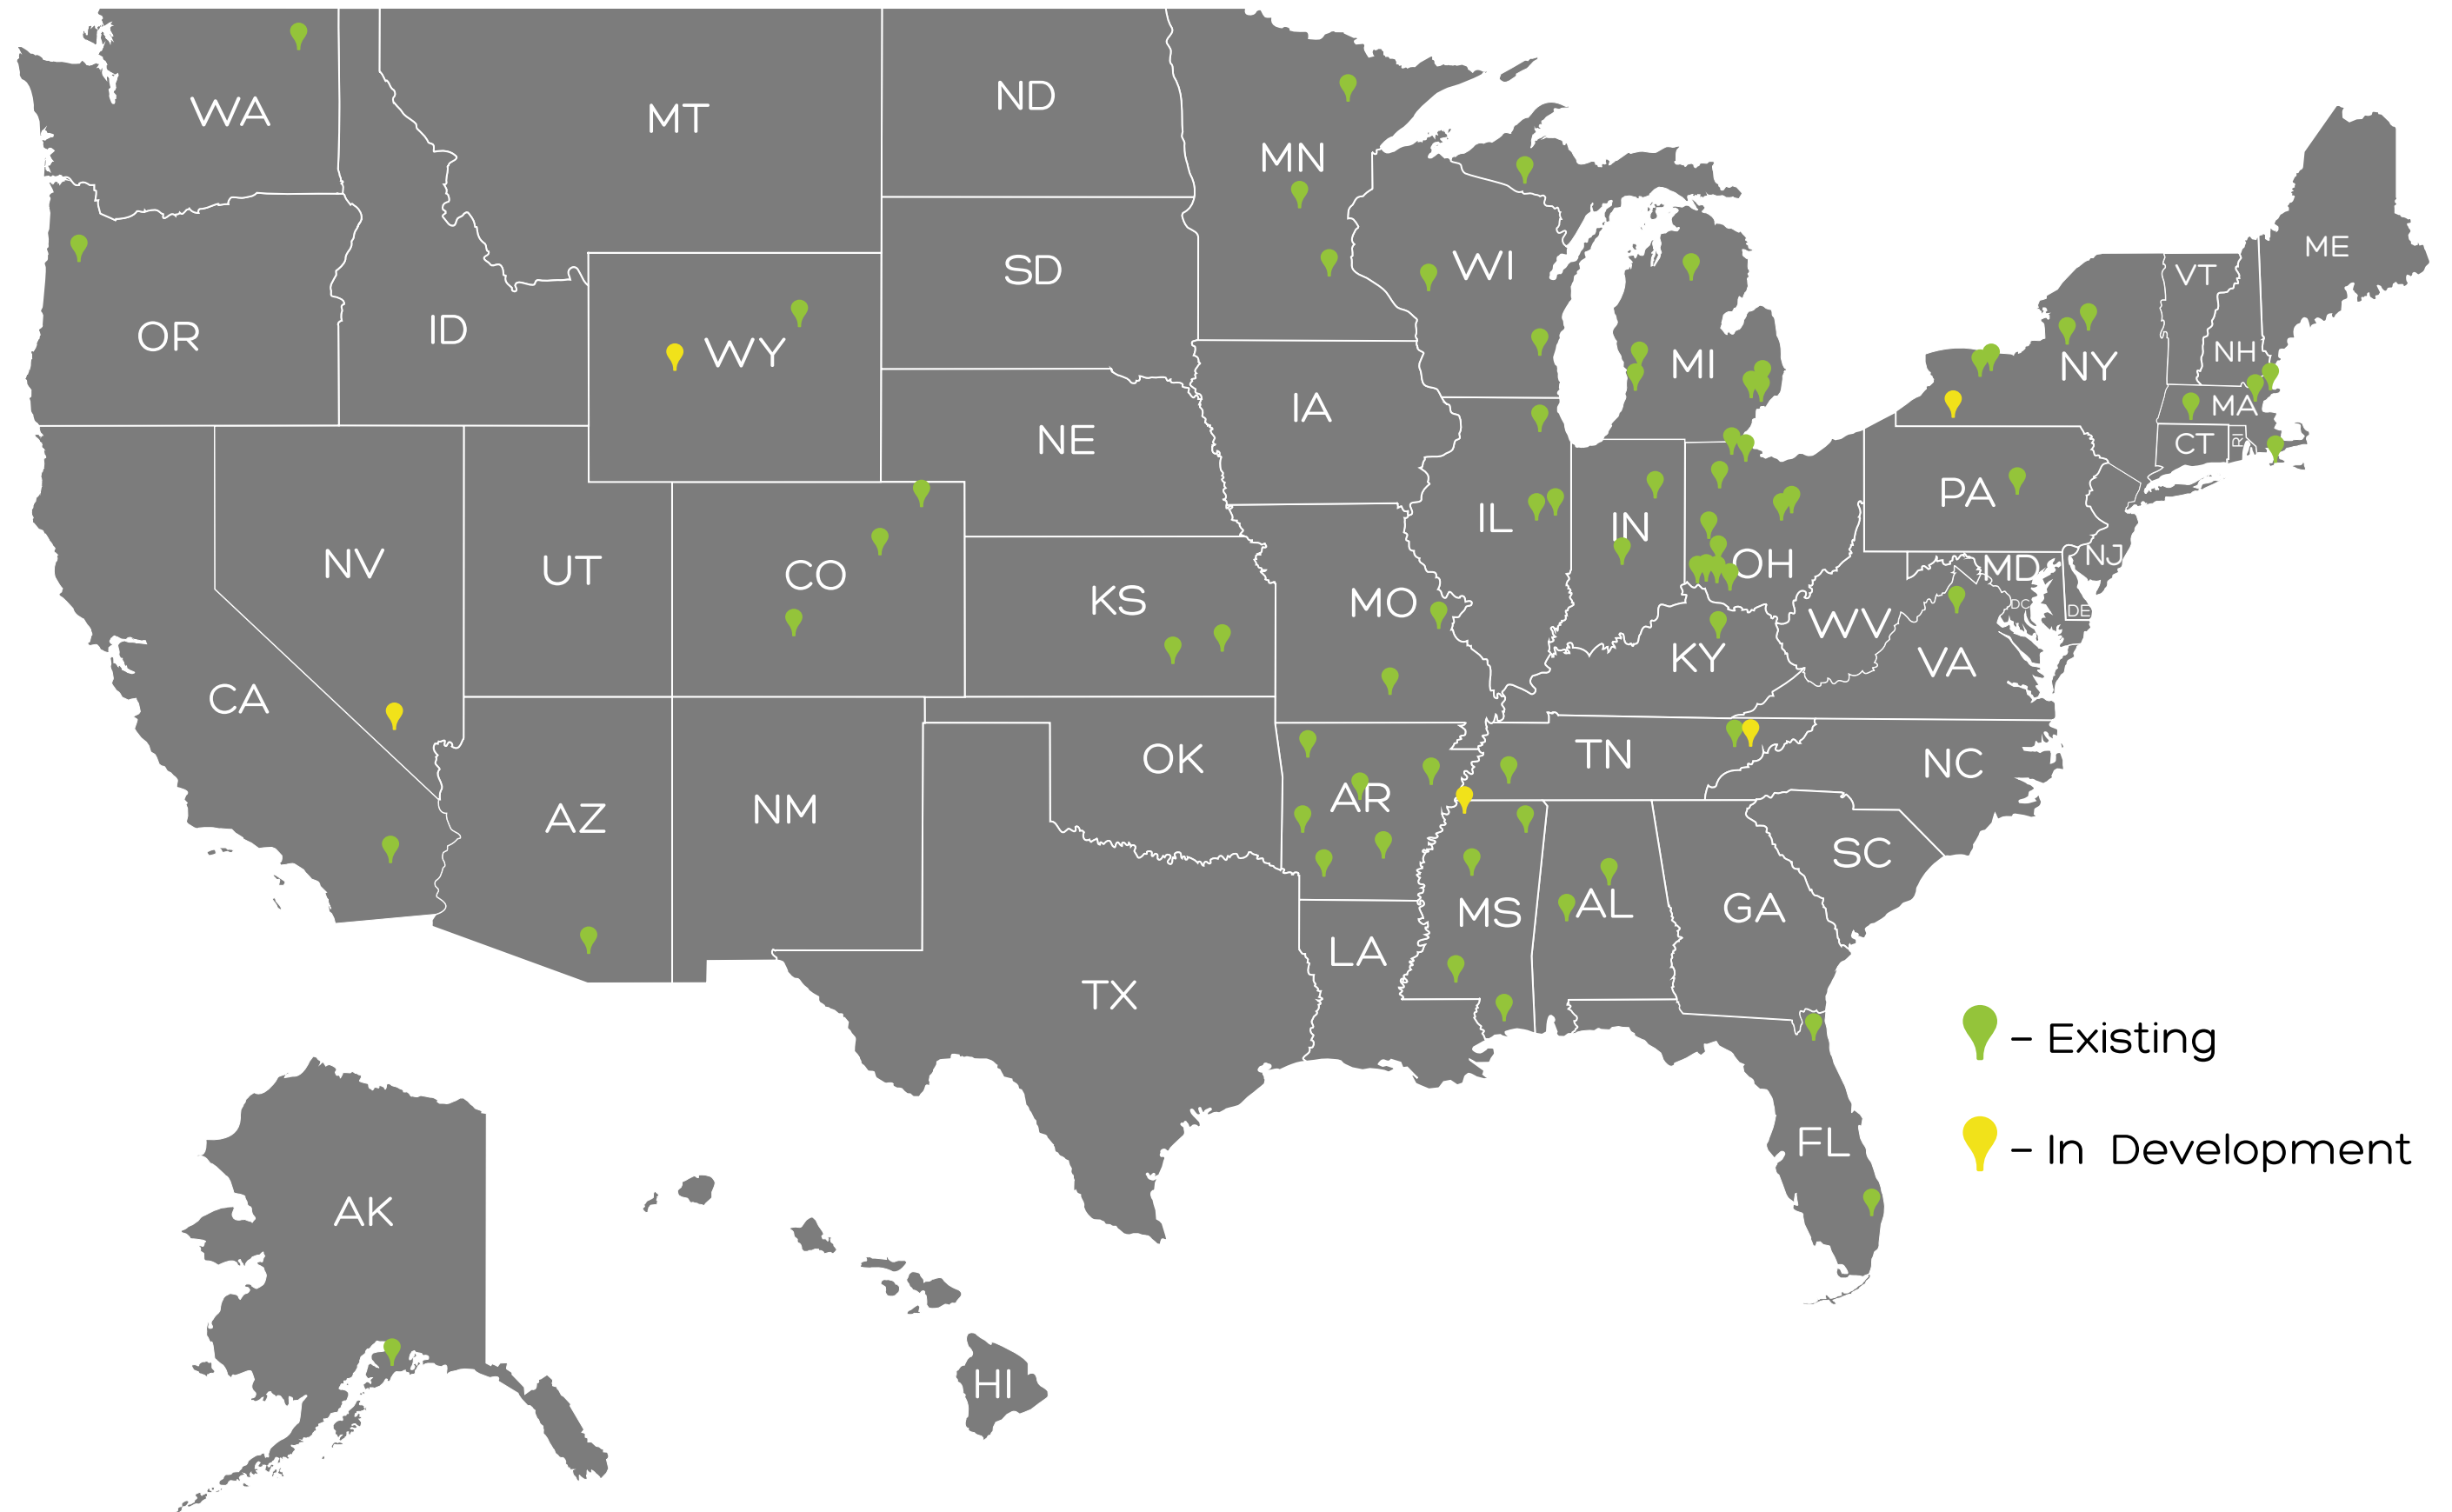 WA
MT
ND
MN
ME
VT
SD
WI
OR
ID
WY
MI
NH
NY
IA
MA
NE
CT
RI
PA
IL
IN
NV
UT
CO
OH
NJ
MD
KS
MO
DC
DE
WV
KY
VA
CA
OK
TN
NC
AZ
NM
AR
SC
MS
AL
GA
LA
TX
- Existing
- In Development
FL
AK
HI